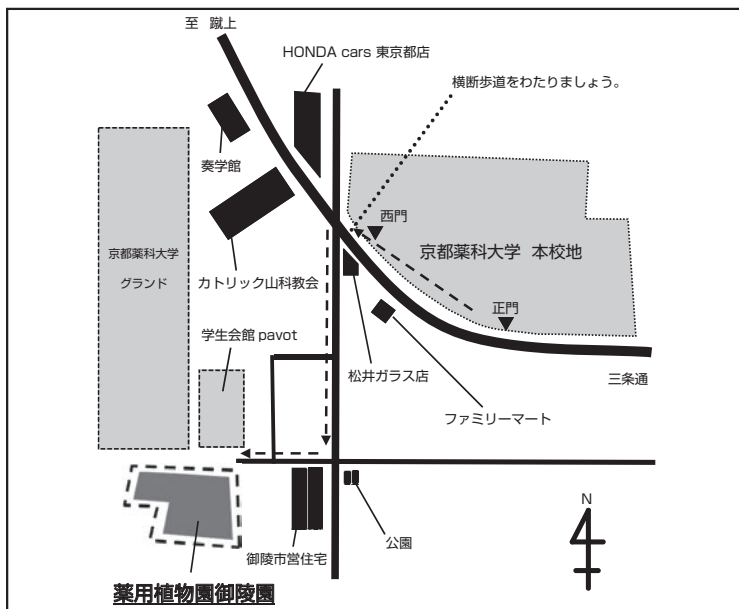 至 蹴上
HONDA cars 東京都店
横断歩道をわたりましょう。
奏学館
西門
京都薬科大学 本校地
京都薬科大学
グランド
カトリック山科教会
正門
学生会館 pavot
松井ガラス店
三条通
ファミリーマート
N
公園
御陵市営住宅
薬用植物園御陵園